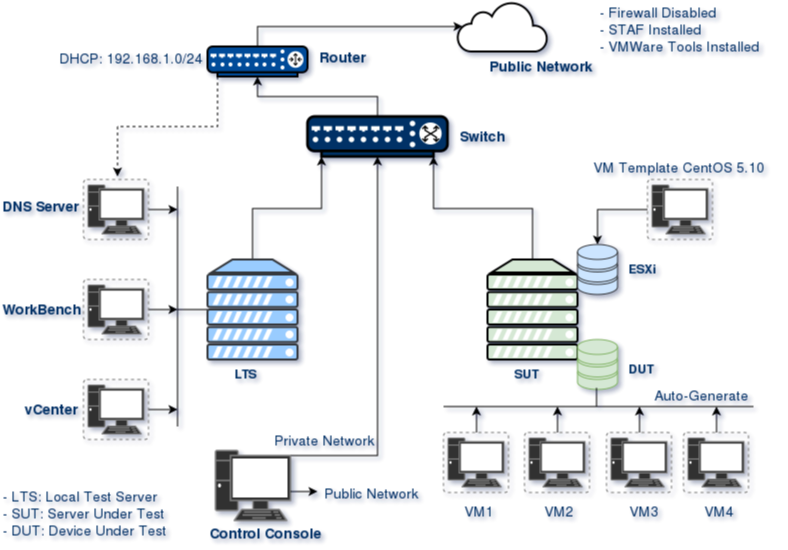 - Firewall Disabled
- STAF Installed
- VMWare Tools Installed
DHCP: 192.168.1.0/24
Router
Public Network
Switch
VM Template CentOS 5.10
DNS Server
ESXi
WorkBench
LTS
SUT
DUT
Auto-Generate
vCenter
Private Network
Public Network
Control Console
VM1
VM2
VM3
VM4
- LTS: Local Test Server
- SUT: Server Under Test
- DUT: Device Under Test